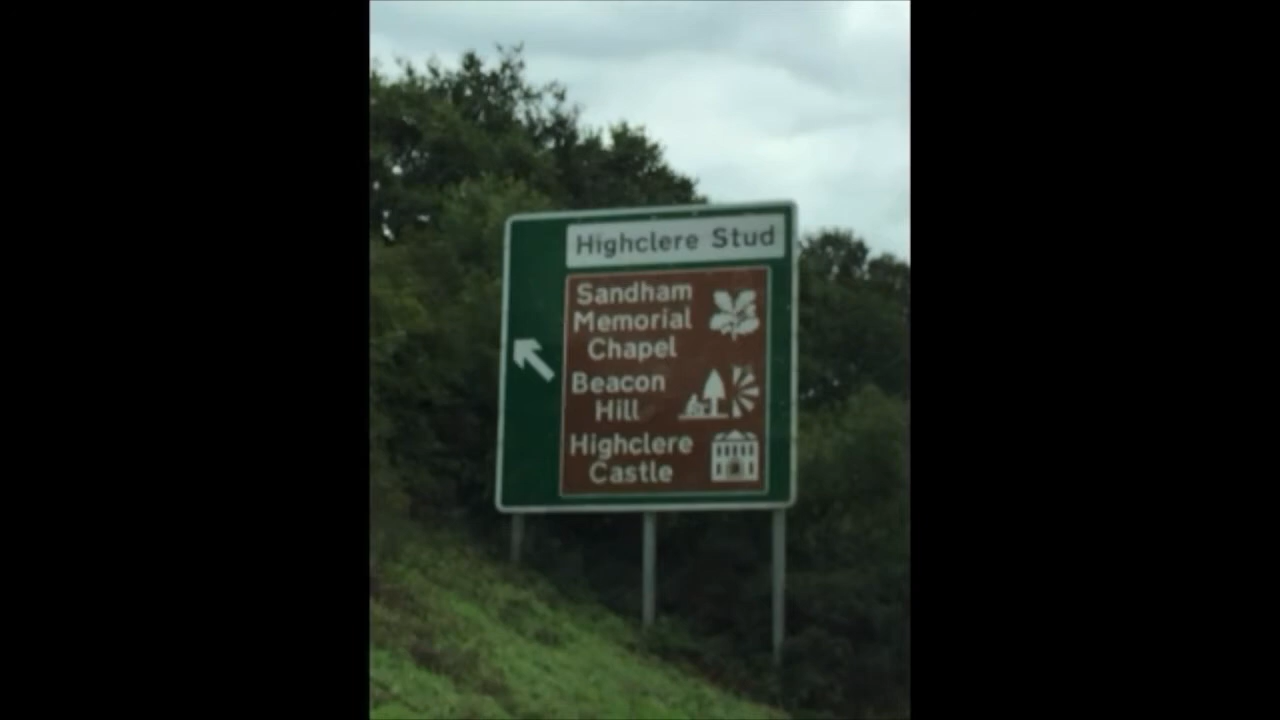 Highclere Stud
Sandham
Memorial
Chapel
Beacon
Hill
Highclere
Castle